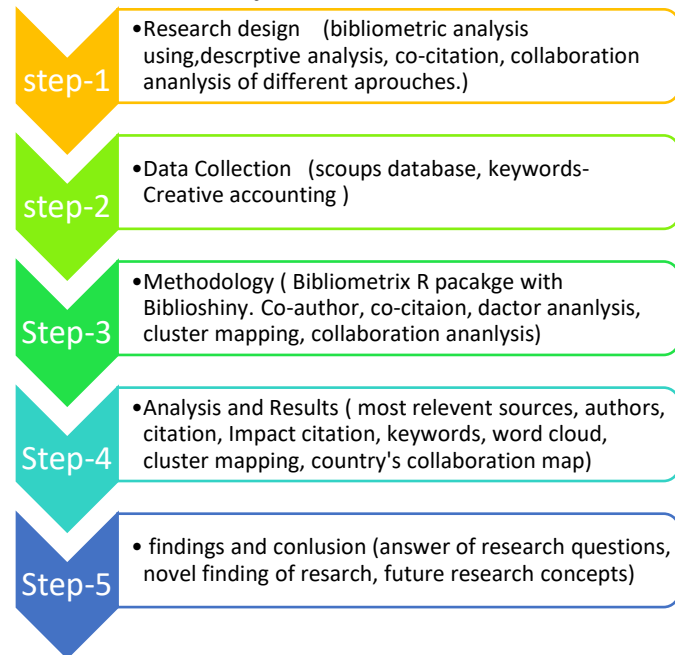 step-1
•Research design   (bibliometric analysis
using,descrptive analysis, co-citation, collaboration
ananlysis of different aprouches.)
step-2
•Data Collection   (scoups database, keywords-
Creative accounting )
Step-3
•Methodology ( Bibliometrix R pacakge with
Biblioshiny. Co-author, co-citaion, dactor ananlysis,
cluster mapping, collaboration ananlysis)
Step-4
•Analysis and Results ( most relevent sources, authors,
citation, Impact citation, keywords, word cloud,
cluster mapping, country's collaboration map)
Step-5
• findings and conlusion (answer of research questions,
novel finding of resarch, future research concepts)